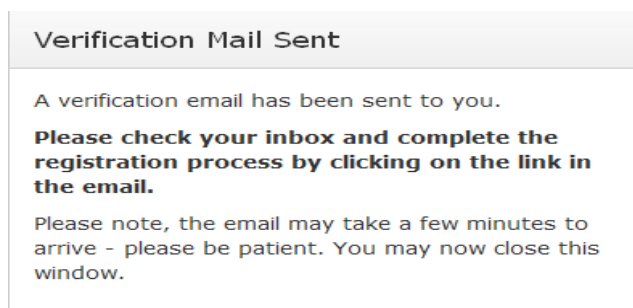 Verification Mail Sent
A verification email has been sent to you.
Please check your inbox and complete the
registration process by clicking on the link in
the email.
Please note, the email may take a few minutes to
arrive - please be patient. You may now close this
window.